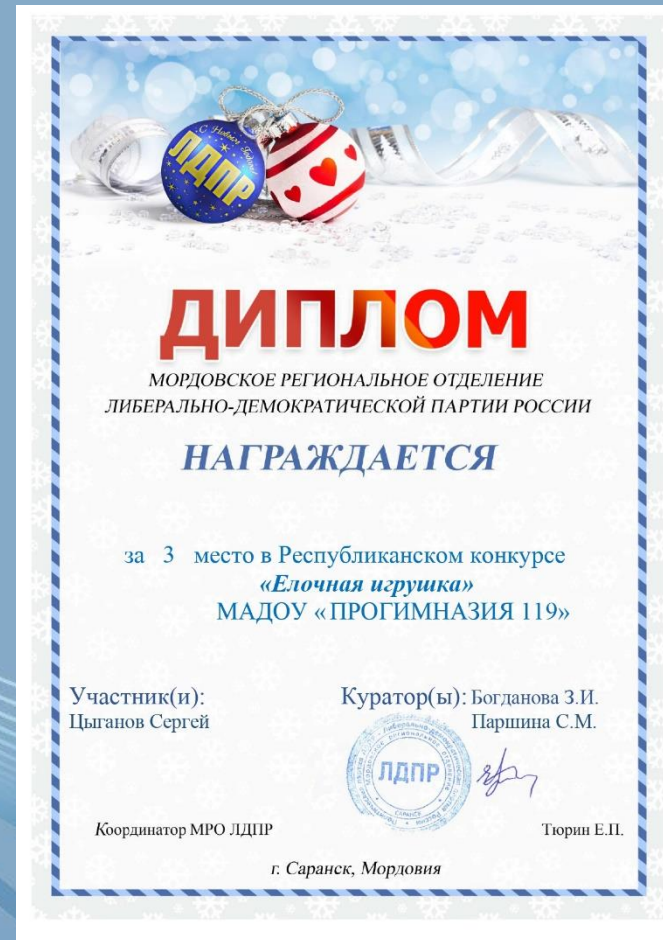 С Новым Годом!
ЛДПР
ДИПЛОМ
МОРДОВСКОЕ РЕГИОНАЛЬНОЕ ОТДЕЛЕНИЕ
ЛИБЕРАЛЬНО-ДЕМОКРАТИЧЕСКОЙ ПАРТИИ РОССИИ
НАГРАЖДАЕТСЯ
за 3 место в Республиканском конкурсе
«Елочная игрушка»
МАДОУ « ПРОГИМНАЗИЯ 119»
Участник(и):
Цыганов Сергей
Куратор(ы): Богданова З.И.
Паршина С.М.
ЛДПР
Координатор МРО ЛДПР
Тюрин Е.П.
г. Саранск, Мордовия